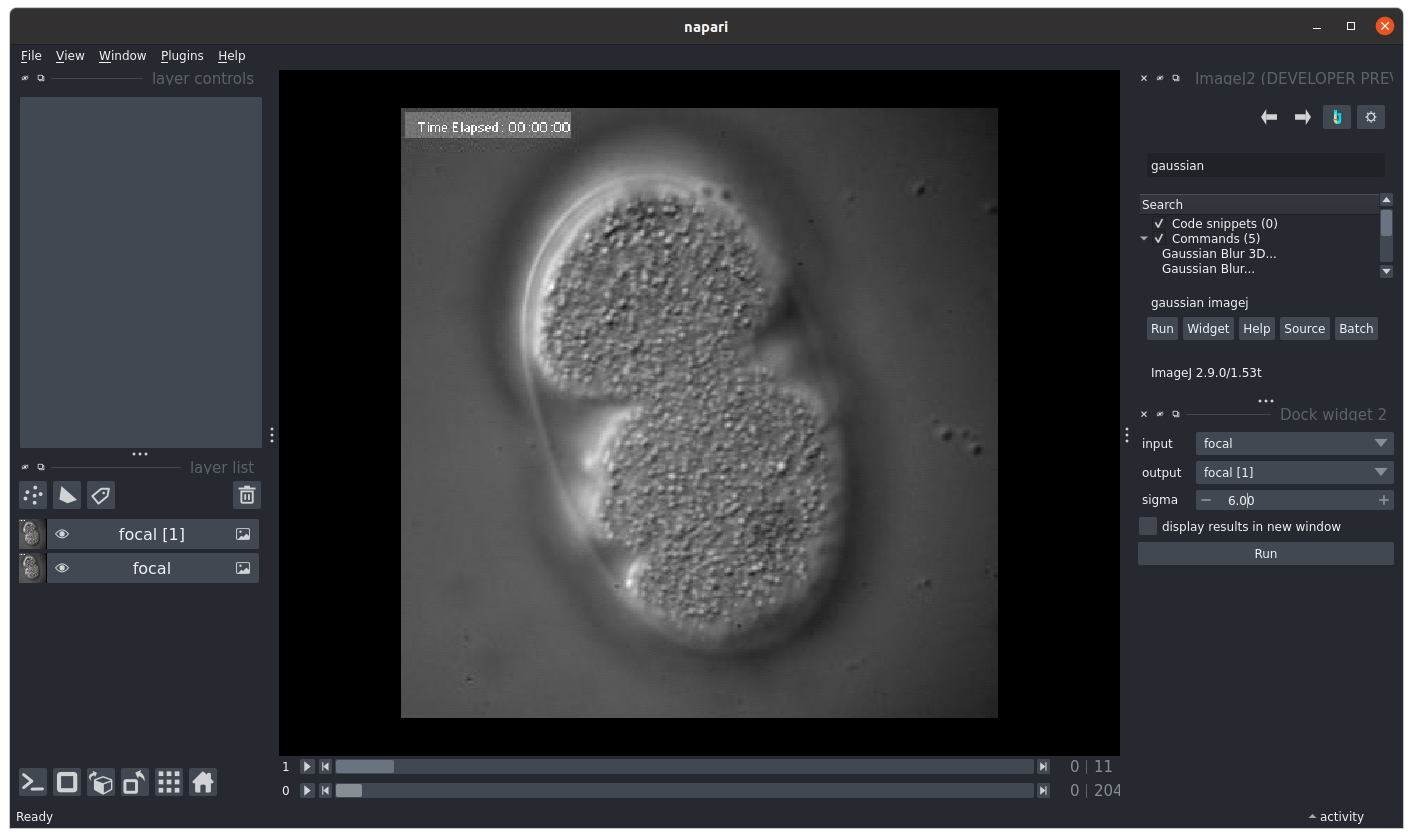 napari
File View Window Plugins Help
layer controls
Time Elapsed: 00:00:00
layer list
focal [1]
focal
1
0 | 11
0
0 | 204
Ready
ImageJ2 (DEVELOPER PREV
gaussian
Search
Code snippets (0)
Commands (5)
Gaussian Blur 3D...
Gaussian Blur...
gaussian imagej
Run Widget Help Source Batch
ImageJ 2.9.0/1.53t
Dock widget 2
input focal
output focal [1]
sigma 6.00
display results in new window
Run
activity